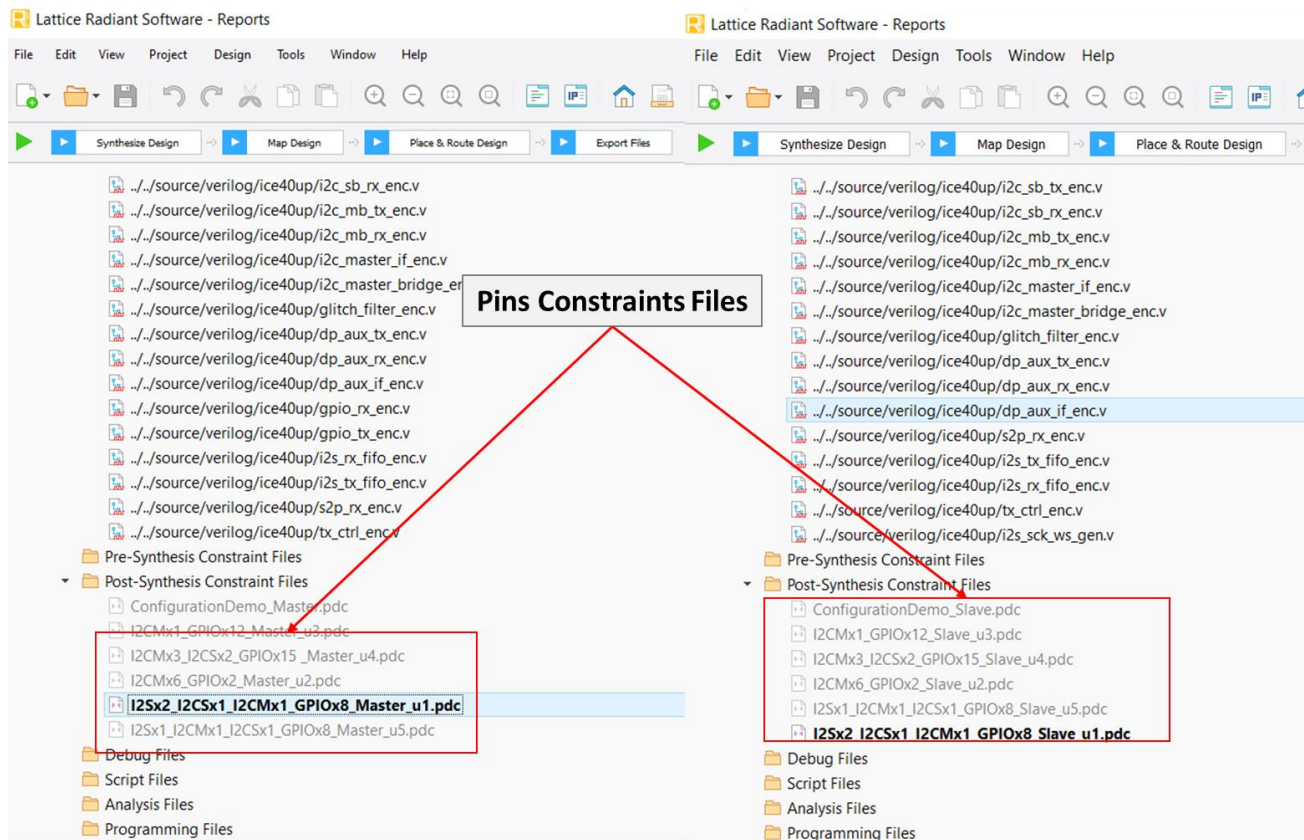 Lattice Radiant Software - Reports
File Edit View Project Design Tools Window Help
IP
Synthesize Design
Map Design
Place & Route Design
Export Files
../../source/verilog/ice40up/i2c_sb_rx_enc.v
../../source/verilog/ice40up/i2c_mb_tx_enc.v
../../source/verilog/ice40up/i2c_mb_rx_enc.v
../../source/verilog/ice40up/i2c_master_if_enc.v
../../source/verilog/ice40up/i2c_master_bridge_er
../../source/verilog/ice40up/glitch_filter_enc.v
../../source/verilog/ice40up/dp_aux_tx_enc.v
../../source/verilog/ice40up/dp_aux_rx_enc.v
../../source/verilog/ice40up/dp_aux_if_enc.v
../../source/verilog/ice40up/gpio_rx_enc.v
../../source/verilog/ice40up/gpio_tx_enc.v
../../source/verilog/ice40up/i2s_rx_fifo_enc.v
../../source/verilog/ice40up/i2s_tx_fifo_enc.v
../../source/verilog/ice40up/s2p_rx_enc.v
../../source/verilog/ice40up/tx_ctrl_enc.v
Pre-Synthesis Constraint Files
Post-Synthesis Constraint Files
ConfigurationDemo_Master.pdc
I2CMx1_GPIOx12_Master_u3.pdc
I2CMx3_I2CSx2_GPIOx15 _Master_u4.pdc
I2CMx6_GPIOx2_Master_u2.pdc
I2Sx2_I2CSx1_I2CMx1_GPIOx8_Master_u1.pdc
I2Sx1_I2CMx1_I2CSx1_GPIOx8_Master_u5.pdc
Debug Files
Script Files
Analysis Files
Programming Files
Pins Constraints Files
Lattice Radiant Software - Reports
File Edit View Project Design Tools Window Help
IP
Synthesize Design
Map Design
Place & Route Design
../../source/verilog/ice40up/i2c_sb_tx_enc.v
../../source/verilog/ice40up/i2c_sb_rx_enc.v
../../source/verilog/ice40up/i2c_mb_tx_enc.v
../../source/verilog/ice40up/i2c_mb_rx_enc.v
../../source/verilog/ice40up/i2c_master_if_enc.v
../../source/verilog/ice40up/i2c_master_bridge_enc.v
../../source/verilog/ice40up/glitch_filter_enc.v
../../source/verilog/ice40up/dp_aux_tx_enc.v
../../source/verilog/ice40up/dp_aux_rx_enc.v
../../source/verilog/ice40up/dp_aux_if_enc.v
../../source/verilog/ice40up/s2p_rx_enc.v
../../source/verilog/ice40up/i2s_tx_fifo_enc.v
../../source/verilog/ice40up/i2s_rx_fifo_enc.v
../../source/verilog/ice40up/tx_ctrl_enc.v
../../source/verilog/ice40up/i2s_sck_ws_gen.v
Pre-Synthesis Constraint Files
Post-Synthesis Constraint Files
ConfigurationDemo_Slave.pdc
I2CMx1_GPIOx12_Slave_u3.pdc
I2CMx3_I2CSx2_GPIOx15_Slave_u4.pdc
I2CMx6_GPIOx2_Slave_u2.pdc
I2Sx1_I2CMx1_I2CSx1_GPIOx8_Slave_u5.pdc
I2Sx2_I2CSx1_I2CMx1_GPIOx8_Slave_u1.pdc
Debug Files
Script Files
Analysis Files
Programming Files